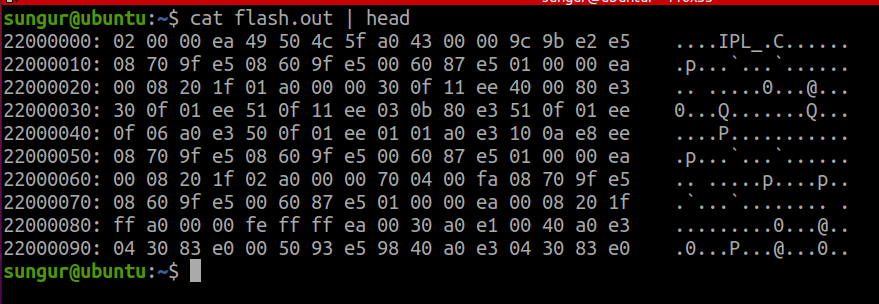 sungur@ubuntu:~$ cat flash.out | head
22000000: 02 00 00 ea 49 50 4c 5f a0 43 00 00 9c 9b e2 e5    ....IPL_.C......
22000010: 08 70 9f e5 08 60 9f e5 00 60 87 e5 01 00 00 ea    .p...`...`......
22000020: 00 08 20 1f 01 a0 00 00 30 0f 11 ee 40 00 80 e3    .. .....0...@...
22000030: 30 0f 01 ee 51 0f 11 ee 03 0b 80 e3 51 0f 01 ee    0...Q.......Q...
22000040: 0f 06 a0 e3 50 0f 01 ee 01 01 a0 e3 10 0a e8 ee    ....P...........
22000050: 08 70 9f e5 08 60 9f e5 00 60 87 e5 01 00 00 ea    .p...`...`......
22000060: 00 08 20 1f 02 a0 00 00 70 04 00 fa 08 70 9f e5    .. .....p....p..
22000070: 08 60 9f e5 00 60 87 e5 01 00 00 ea 00 08 20 1f    .`...`........ .
22000080: ff a0 00 00 fe ff ff ea 00 30 a0 e1 00 40 a0 e3    .........0...@..
22000090: 04 30 83 e0 00 50 93 e5 98 40 a0 e3 04 30 83 e0    .0...P...@...0..
sungur@ubuntu:~$